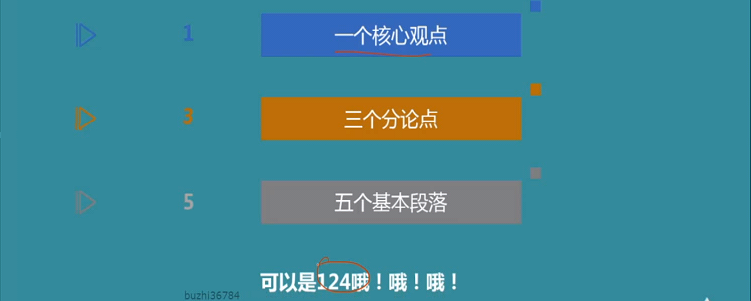 1 一个核心观点
3 三个分论点
5 五个基本段落
可以是124哦！哦！哦！
buzhi36784